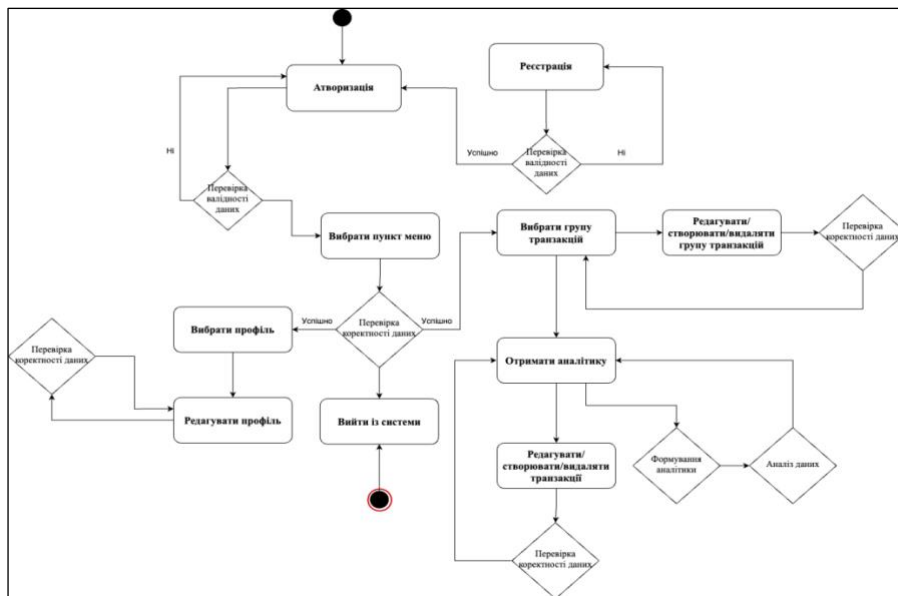 Реєстрація
Атворизація
Ні
Успішно
Перевірка
валідності
даних
Ні
Перевірка
валідності
даних
Вибрати пункт меню
Вибрати групу
транзакцій
Редагувати/
створювати/видаляти
групу транзакцій
Перевірка
коректності даних
Вибрати профіль
Успішно
Перевірка
коректності даних
Успішно
Перевірка
коректності даних
Отримати аналітику
Редагувати профіль
Вийти із системи
Редагувати/
створювати/видаляти
транзакції
Формування
аналітики
Аналіз даних
Перевірка
коректності даних